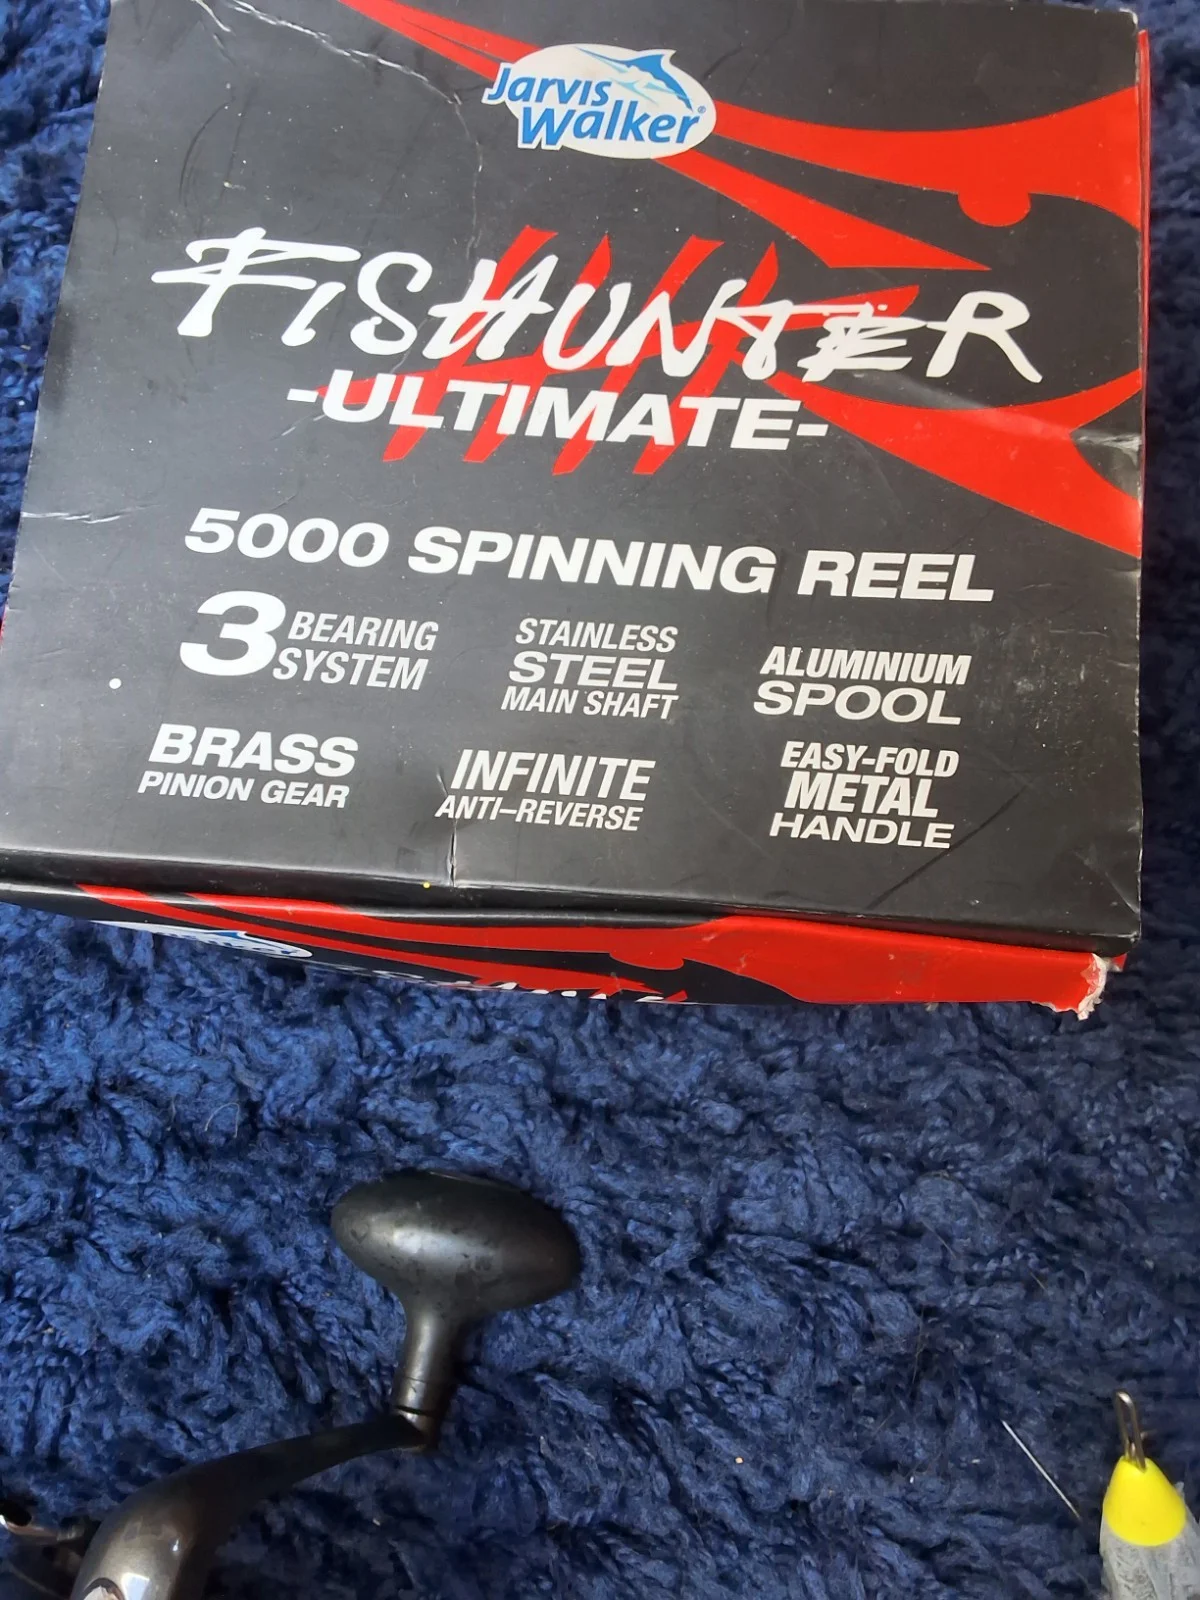 Jarvis
Walker®
FISHUNTER
-ULTIMATE-
5000 SPINNING REEL
3 BEARING
SYSTEM
STAINLESS
STEEL
MAIN SHAFT
ALUMINIUM
SPOOL
BRASS
PINION GEAR
INFINITE
ANTI-REVERSE
EASY-FOLD
METAL
HANDLE